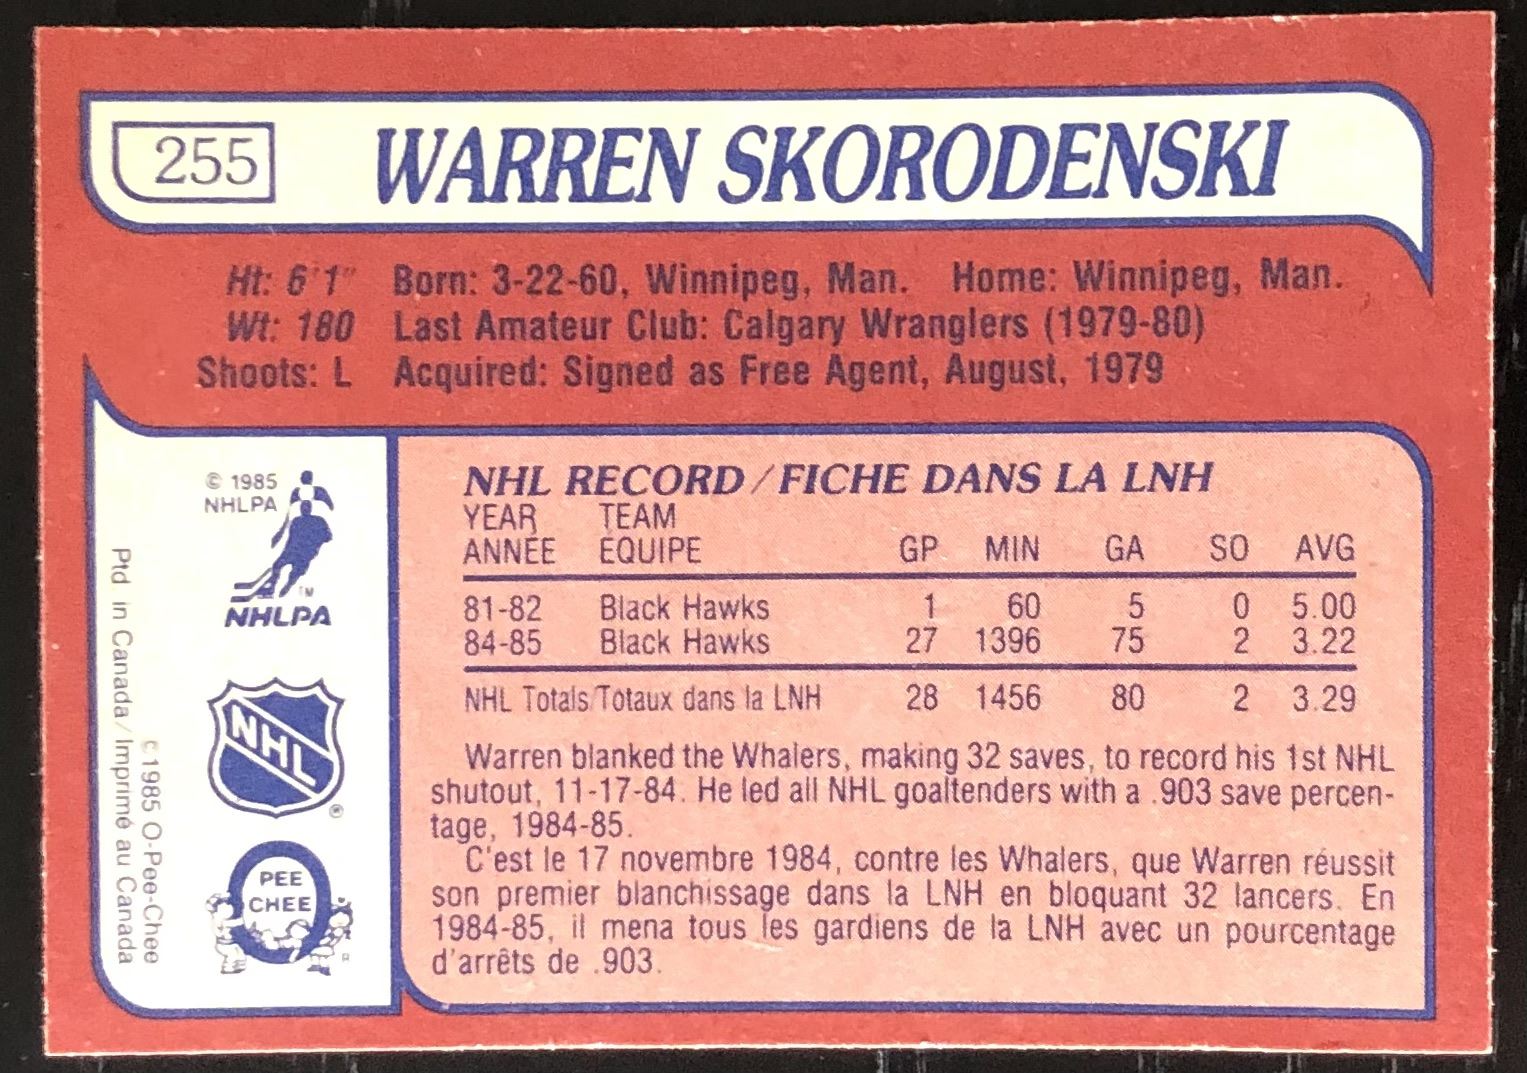 255 WARREN SKORODENSKI
Ht: 6'1" Born: 3-22-60, Winnipeg, Man. Home: Winnipeg, Man.
Wt: 180 Last Amateur Club: Calgary Wranglers (1979-80)
Shoots: L Acquired: Signed as Free Agent, August, 1979
© 1985
NHLPA
TM
NHLPA
NHL
®
PEE
CHEE
R
© 1985 O-Pee-Chee
Ptd. in Canada/Imprimé au Canada
NHL RECORD/FICHE DANS LA LNH
YEAR TEAM
ANNÉE ÉQUIPE GP MIN GA SO AVG
81-82 Black Hawks 1 60 5 0 5.00
84-85 Black Hawks 27 1396 75 2 3.22
NHL Totals/Totaux dans la LNH 28 1456 80 2 3.29
Warren blanked the Whalers, making 32 saves, to record his 1st NHL
shutout, 11-17-84. He led all NHL goaltenders with a .903 save percen-
tage, 1984-85.
C'est le 17 novembre 1984, contre les Whalers, que Warren réussit
son premier blanchissage dans la LNH en bloquant 32 lancers. En
1984-85, il mena tous les gardiens de la LNH avec un pourcentage
d'arrêts de .903.